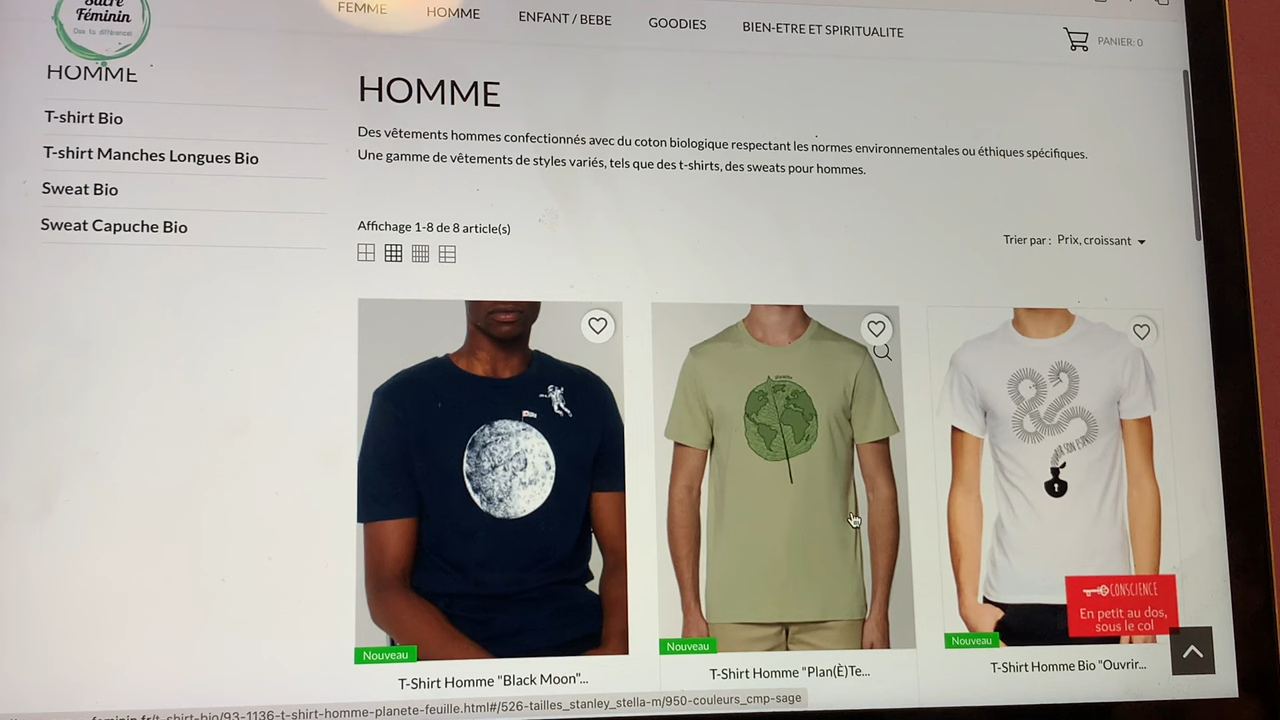 Sacré
Féminin
FEMME
HOMME
ENFANT / BEBE
GOODIES
BIEN-ETRE ET SPIRITUALITE
PANIER: 0
HOMME
T-shirt Bio
T-shirt Manches Longues Bio
Sweat Bio
Sweat Capuche Bio
HOMME
Des vêtements hommes confectionnés avec du coton biologique respectant les normes environnementales ou éthiques spécifiques.
Une gamme de vêtements de styles variés, tels que des t-shirts, des sweats pour hommes.
Affichage 1-8 de 8 article(s)
Trier par : Prix, croissant
CONSCIENCE
En petit au dos,
sous le col
Nouveau
Nouveau
Nouveau
T-Shirt Homme "Black Moon"...
T-Shirt Homme "Plan(È)Te...
T-Shirt Homme Bio "Ouvrir...
feminin.fr/t-shirt-bio/93-1136-t-shirt-homme-planete-feuille.html#/526-tailles_stanley_stella-m/950-couleurs_cmp-sage